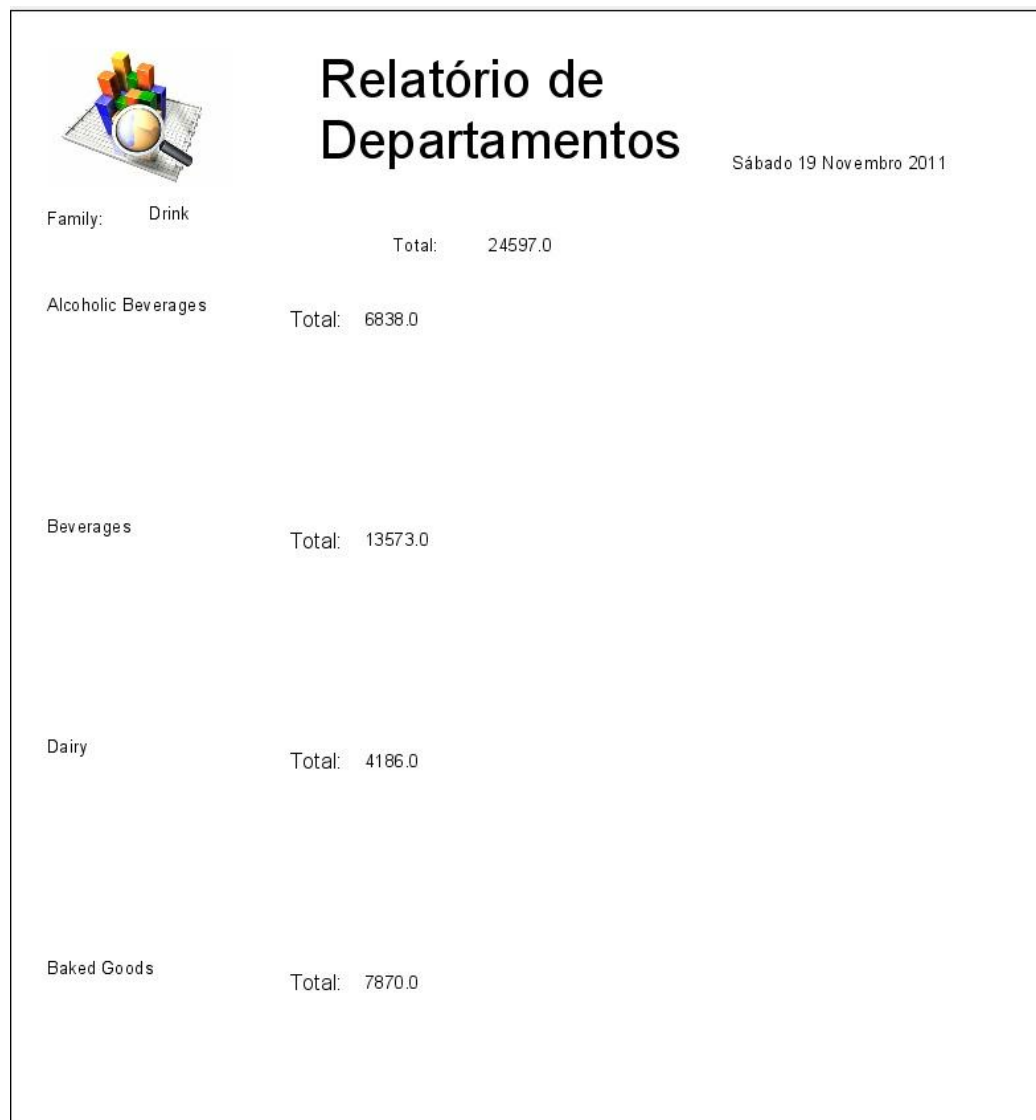 Relatório de
Departamentos
Sábado 19 Novembro 2011
Family: Drink
Total: 24597.0
Alcoholic Beverages
Total: 6838.0
Beverages
Total: 13573.0
Dairy
Total: 4186.0
Baked Goods
Total: 7870.0